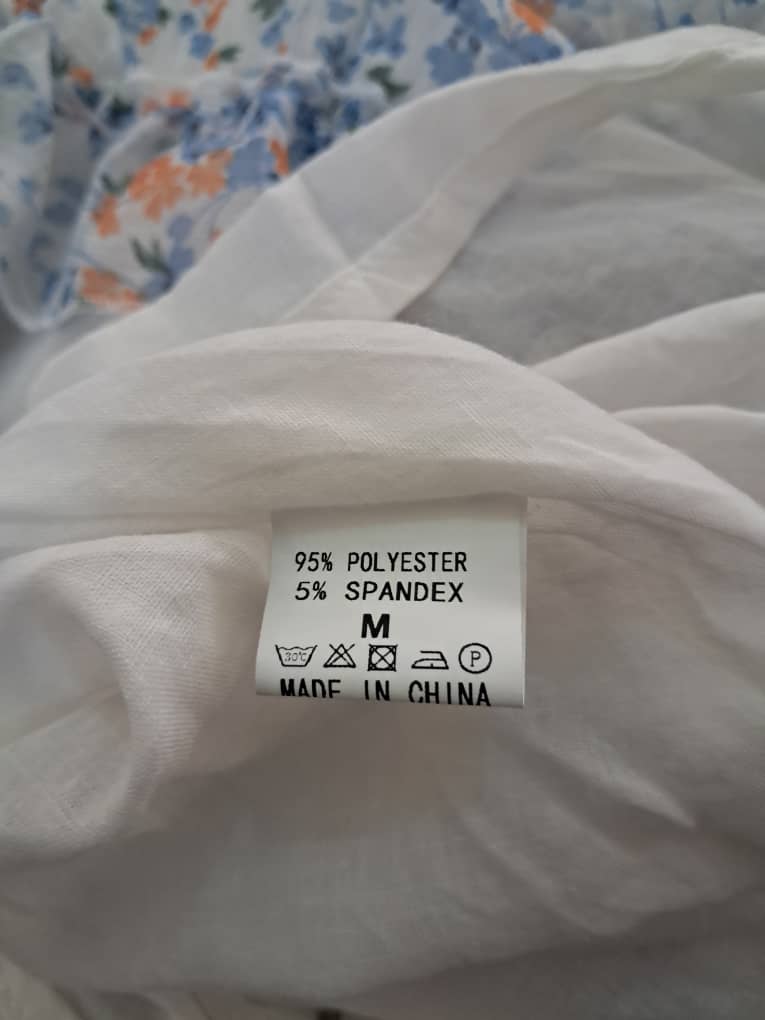 95% POLYESTER
5% SPANDEX
M
30℃ P
MADE IN CHINA